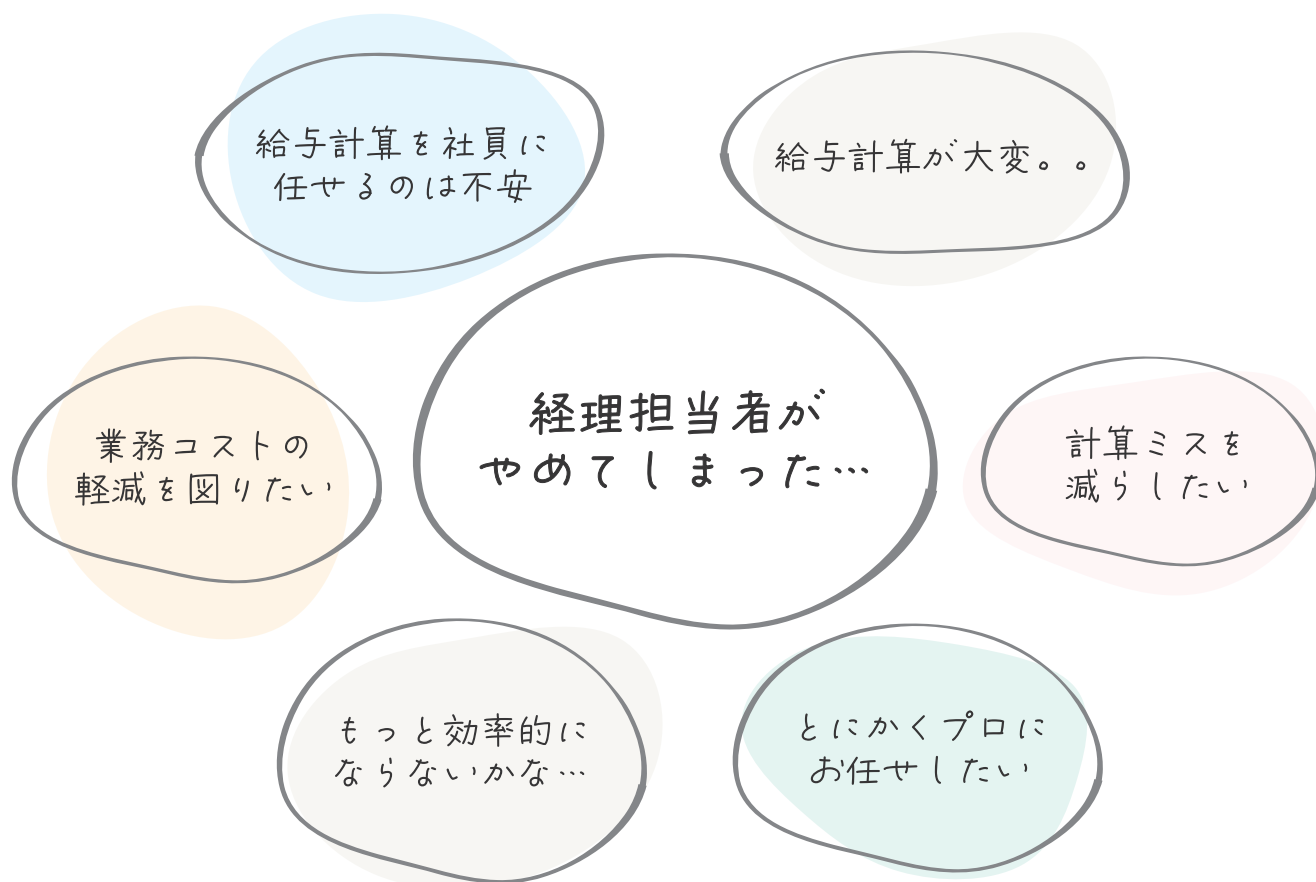 給与計算を社員に
任せるのは不安
給与計算が大変。。
経理担当者が
やめてしまった…
業務コストの
軽減を図りたい
計算ミスを
減らしたい
もっと効率的に
ならないかな…
とにかくプロに
お任せしたい